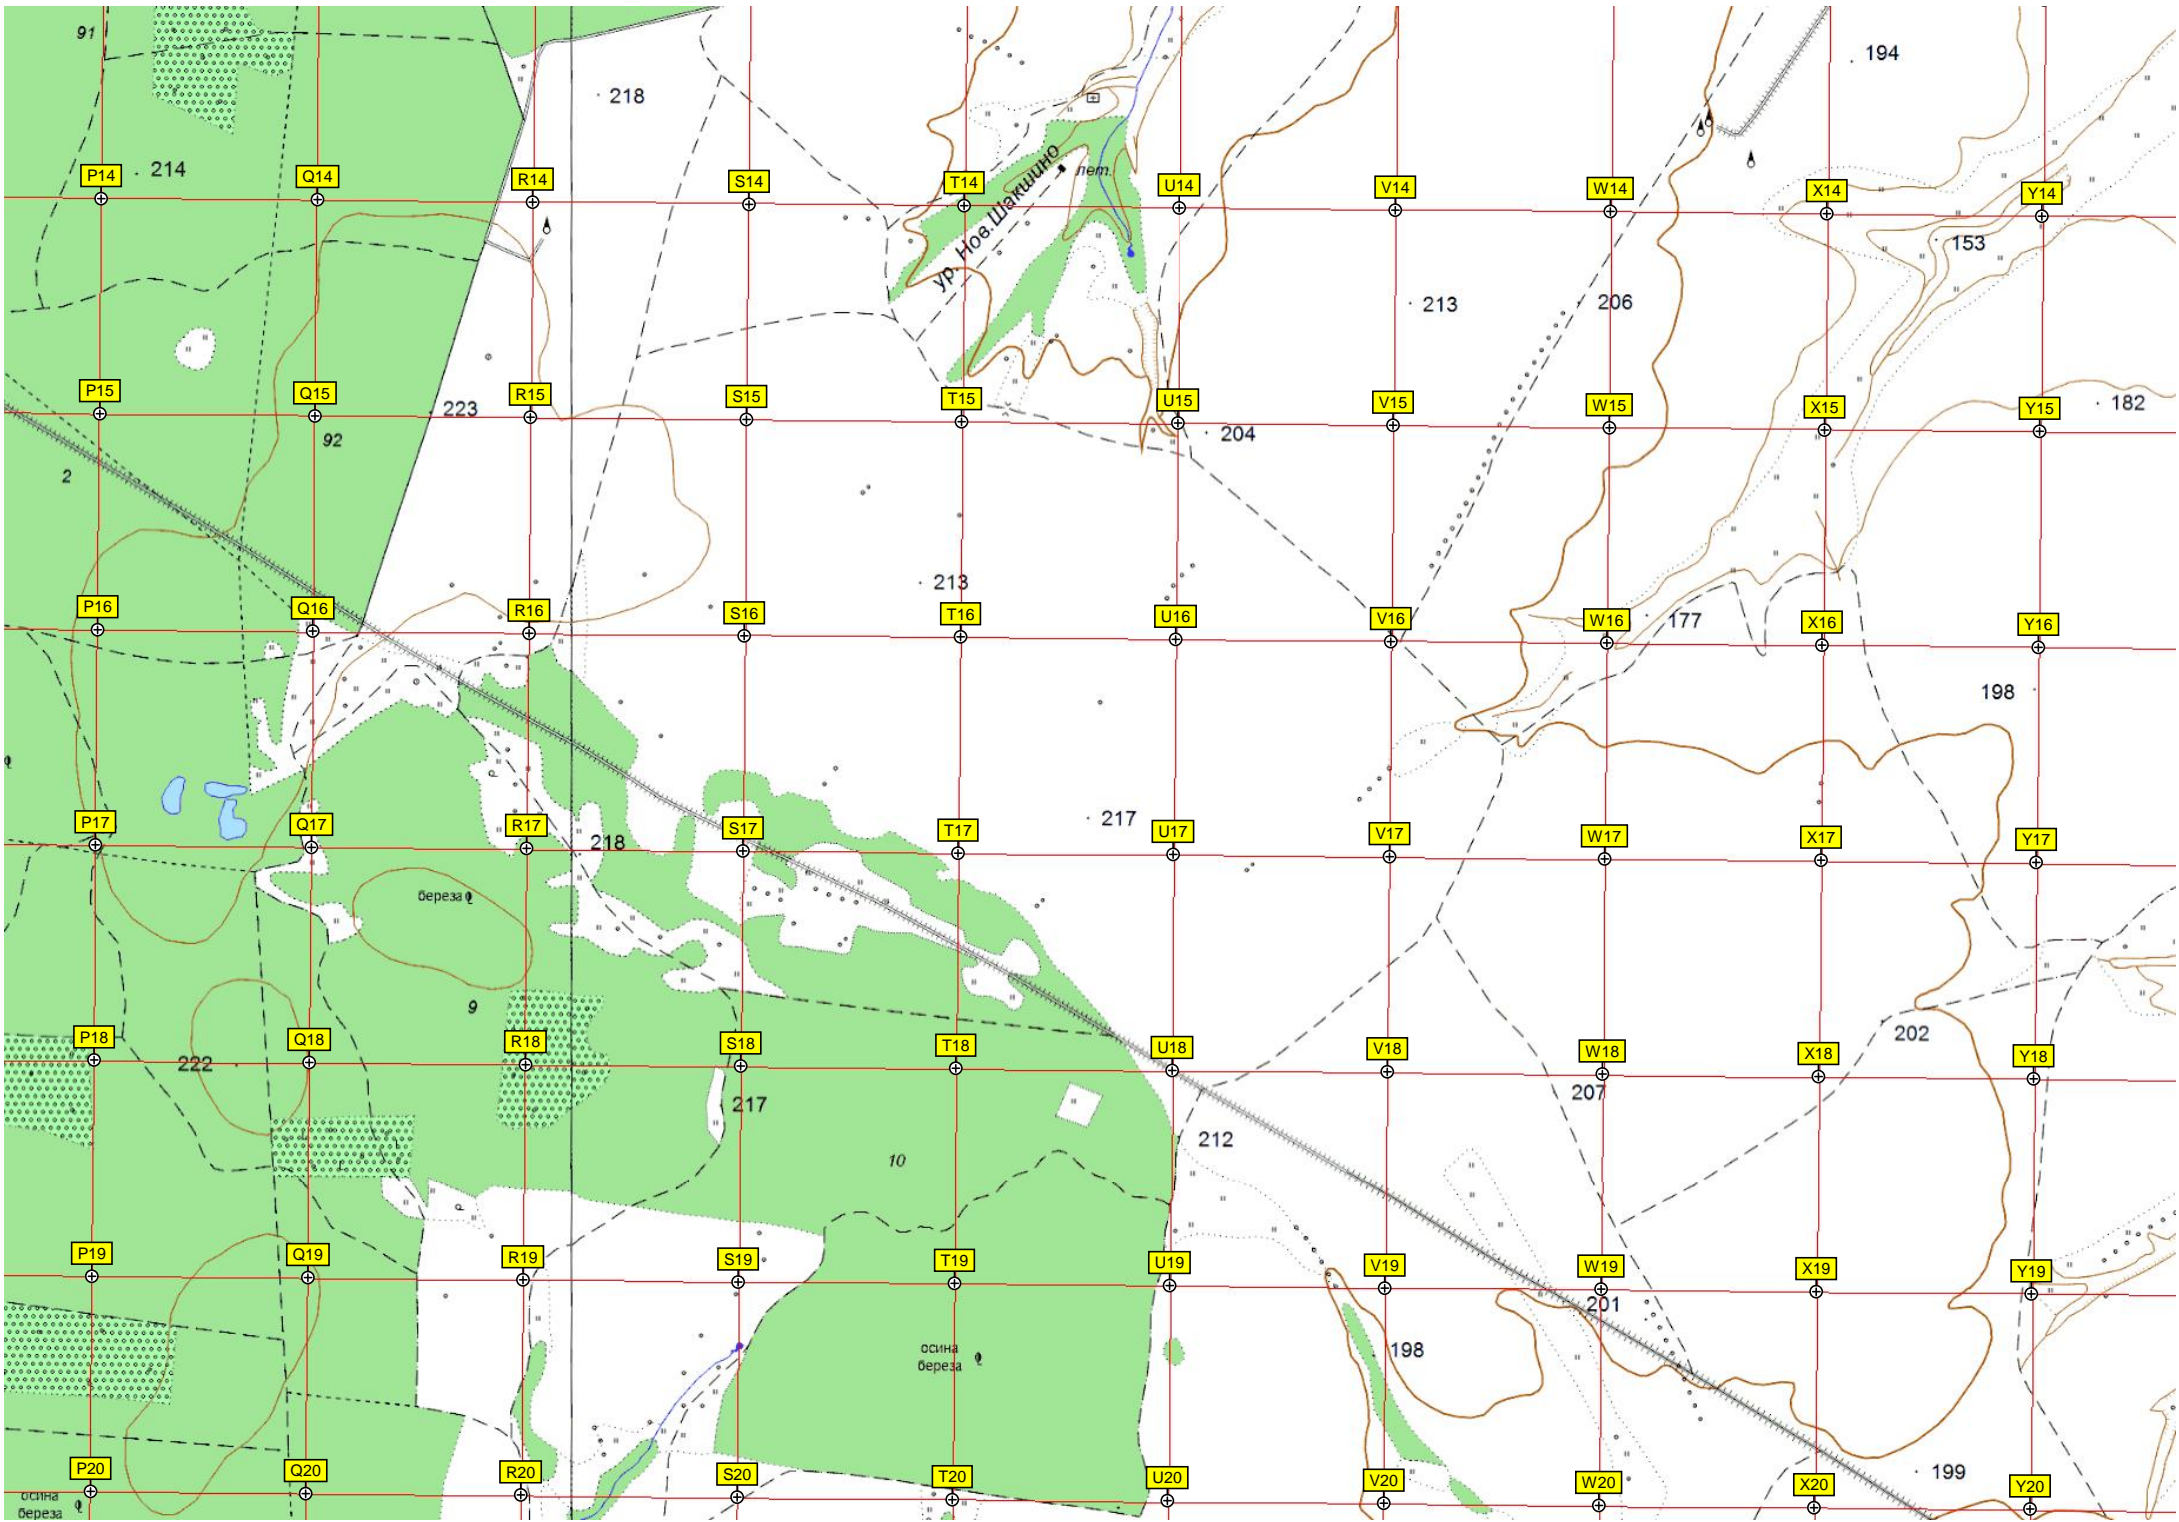 91
194
218
P14
214
Q14
R14
S14
T14
лет.
U14
V14
W14
X14
Y14
ур. Нов.Шакшино
153
213
206
P15
Q15
R15
S15
T15
U15
V15
W15
X15
Y15
182
223
92
204
2
213
P16
Q16
R16
S16
T16
U16
V16
W16
177
X16
Y16
198
P17
Q17
R17
218
S17
T17
217
U17
V17
W17
X17
Y17
береза
9
202
P18
222
Q18
R18
S18
T18
U18
V18
W18
X18
Y18
207
217
212
10
P19
Q19
R19
S19
T19
U19
V19
W19
X19
Y19
201
осина
береза
198
P20
Q20
R20
S20
T20
U20
V20
W20
X20
199
Y20
осина
береза